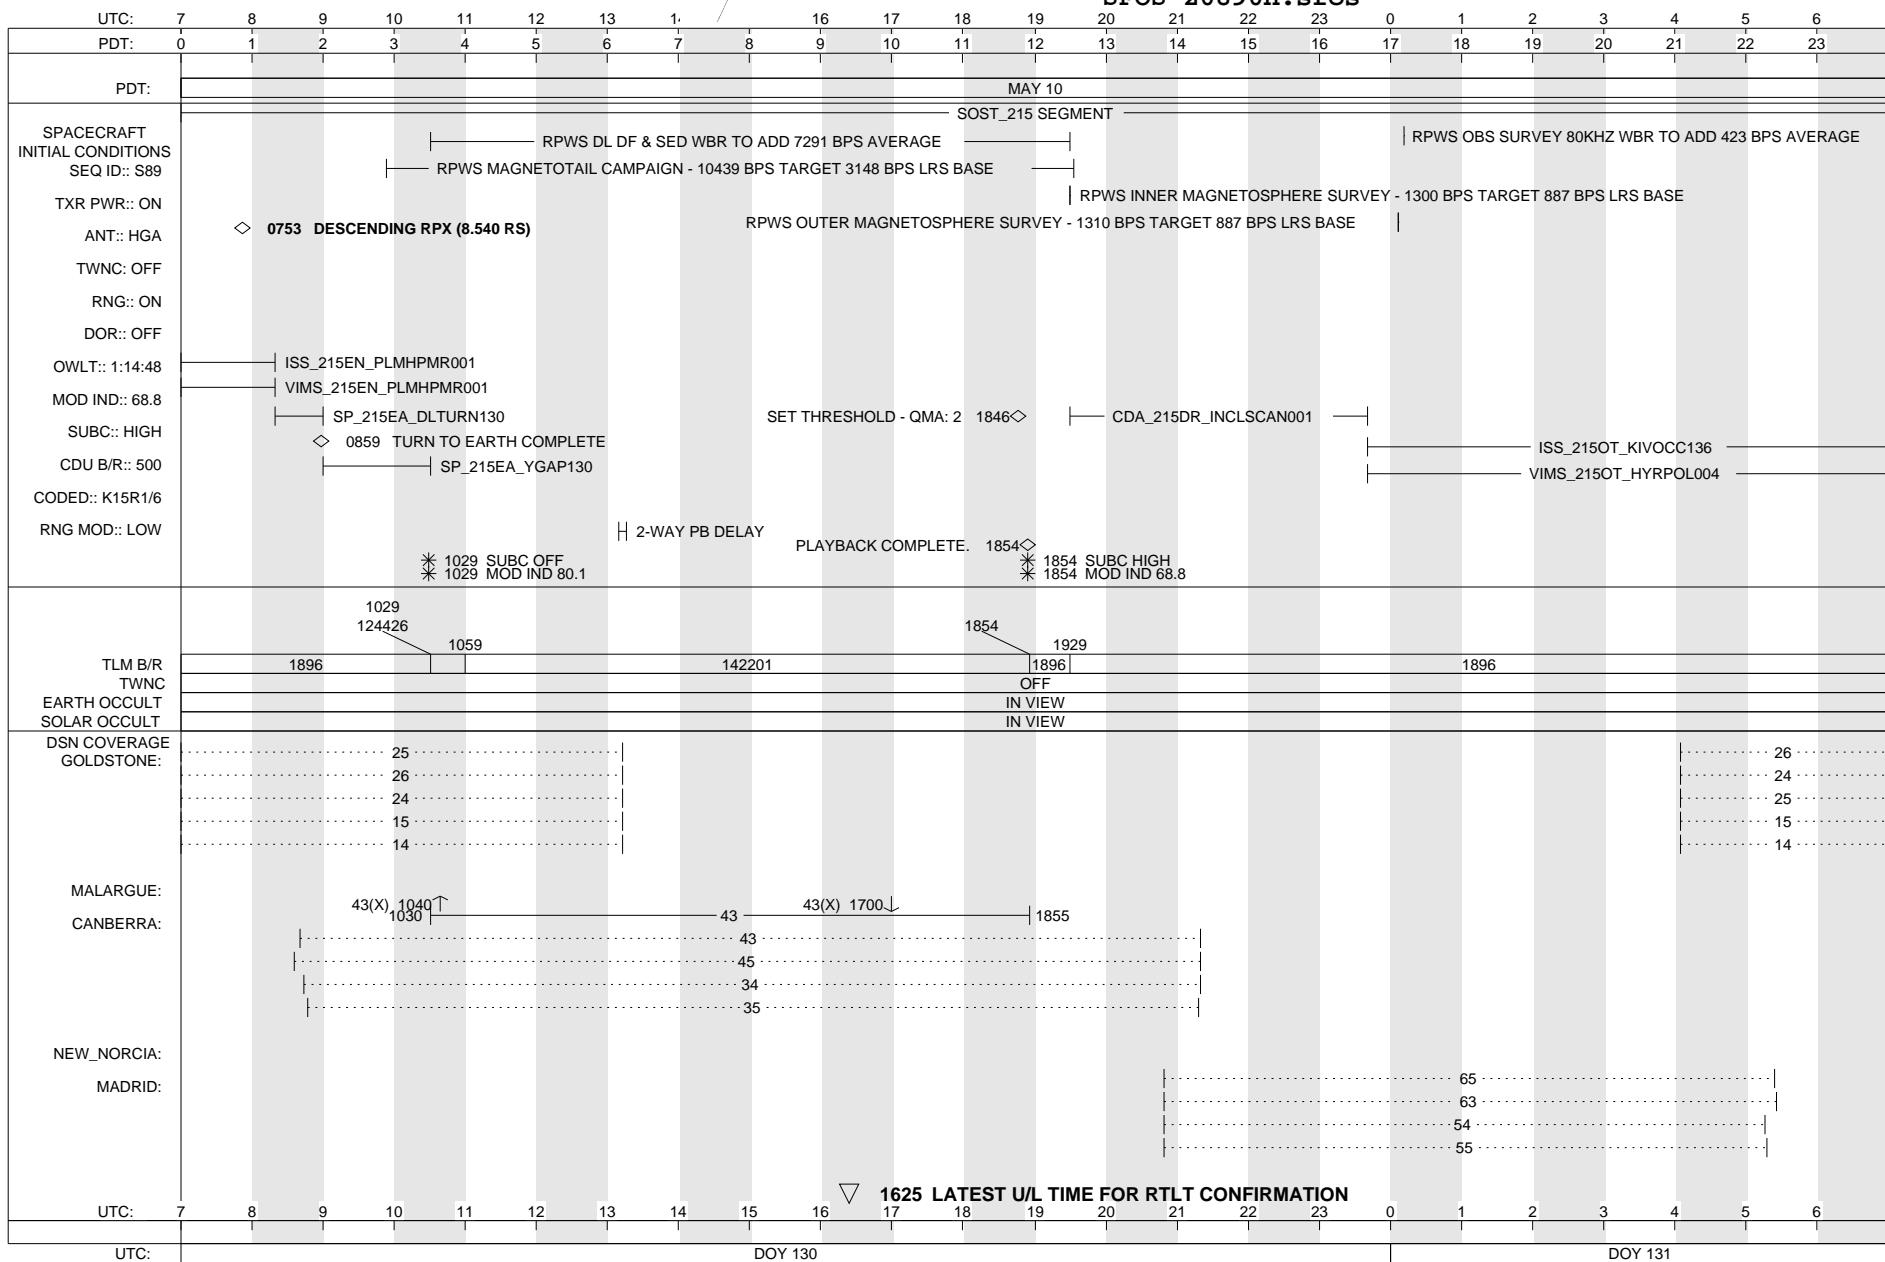 SFOS 20890H.sfos
UTC: 7 8 9 10 11 12 13 14 16 17 18 19 20 21 22 23 0 1 2 3 4 5 6
PDT: 0 1 2 3 4 5 6 7 8 9 10 11 12 13 14 15 16 17 18 19 20 21 22 23
PDT: MAY 10
SOST_215 SEGMENT
SPACECRAFT
INITIAL CONDITIONS
RPWS DL DF & SED WBR TO ADD 7291 BPS AVERAGE
RPWS OBS SURVEY 80KHZ WBR TO ADD 423 BPS AVERAGE
SEQ ID:: S89
RPWS MAGNETOTAIL CAMPAIGN - 10439 BPS TARGET 3148 BPS LRS BASE
TXR PWR:: ON
RPWS INNER MAGNETOSPHERE SURVEY - 1300 BPS TARGET 887 BPS LRS BASE
ANT:: HGA
0753 DESCENDING RPX (8.540 RS)
RPWS OUTER MAGNETOSPHERE SURVEY - 1310 BPS TARGET 887 BPS LRS BASE
TWNC: OFF
RNG:: ON
DOR:: OFF
OWLT:: 1:14:48
ISS_215EN_PLMHPMR001
VIMS_215EN_PLMHPMR001
MOD IND:: 68.8
SP_215EA_DLTURN130
SET THRESHOLD - QMA: 2 1846
CDA_215DR_INCLSCAN001
SUBC:: HIGH
0859 TURN TO EARTH COMPLETE
ISS_215OT_KIVOCC136
CDU B/R:: 500
SP_215EA_YGAP130
VIMS_215OT_HYRPOL004
CODED:: K15R1/6
RNG MOD:: LOW
2-WAY PB DELAY
PLAYBACK COMPLETE. 1854
1029 SUBC OFF
1854 SUBC HIGH
1029 MOD IND 80.1
1854 MOD IND 68.8
1029
124426
1059
1854
1929
TLM B/R 1896 142201 1896 1896
TWNC OFF
EARTH OCCULT IN VIEW
SOLAR OCCULT IN VIEW
DSN COVERAGE
GOLDSTONE: 25 26
26 24
24 25
15 15
14 14
MALARGUE:
43(X) 1040 43(X) 1700
CANBERRA: 1030 43 1855
43
45
34
35
NEW_NORCIA:
MADRID: 65
63
54
55
1625 LATEST U/L TIME FOR RTLT CONFIRMATION
UTC: 7 8 9 10 11 12 13 14 15 16 17 18 19 20 21 22 23 0 1 2 3 4 5 6
UTC: DOY 130 DOY 131